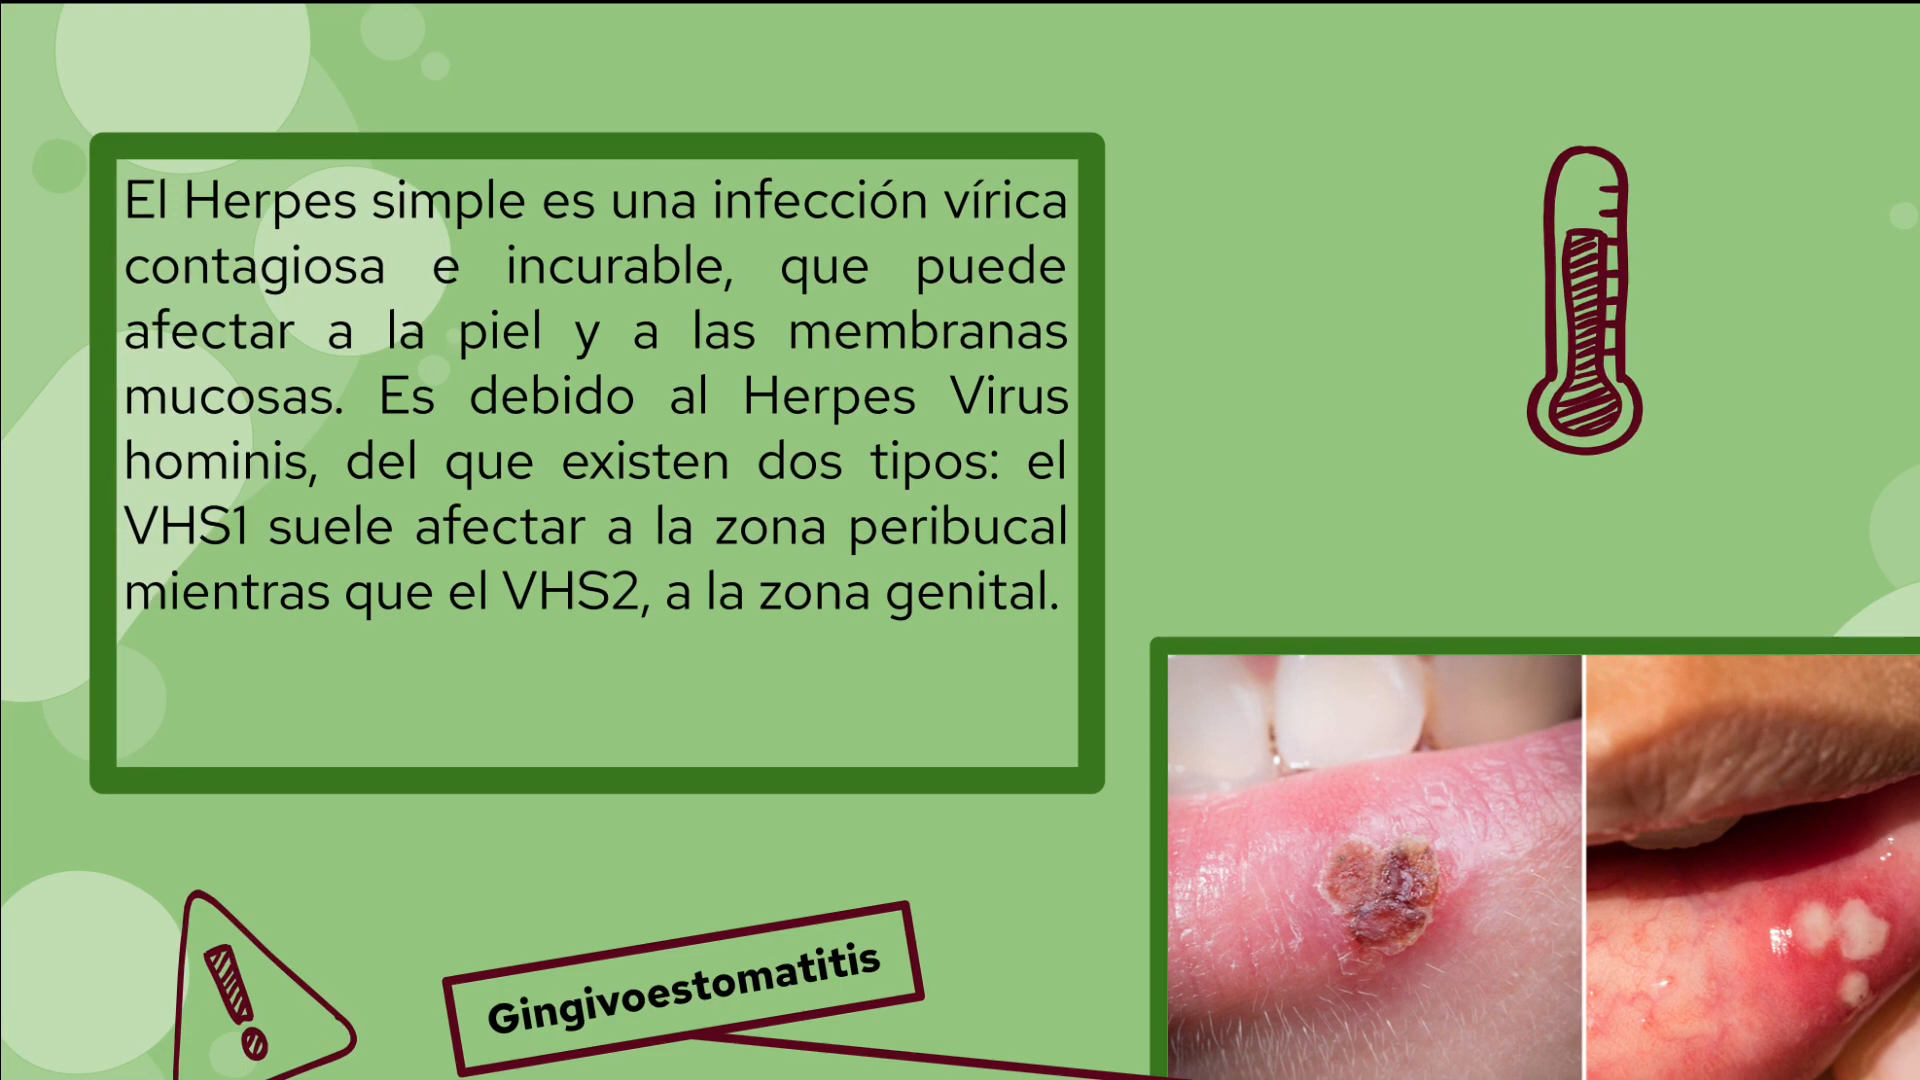 El Herpes simple es una infección vírica
contagiosa e incurable, que puede
afectar a la piel y a las membranas
mucosas. Es debido al Herpes Virus
hominis, del que existen dos tipos: el
VHS1 suele afectar a la zona peribucal
mientras que el VHS2, a la zona genital.
Gingivoestomatitis